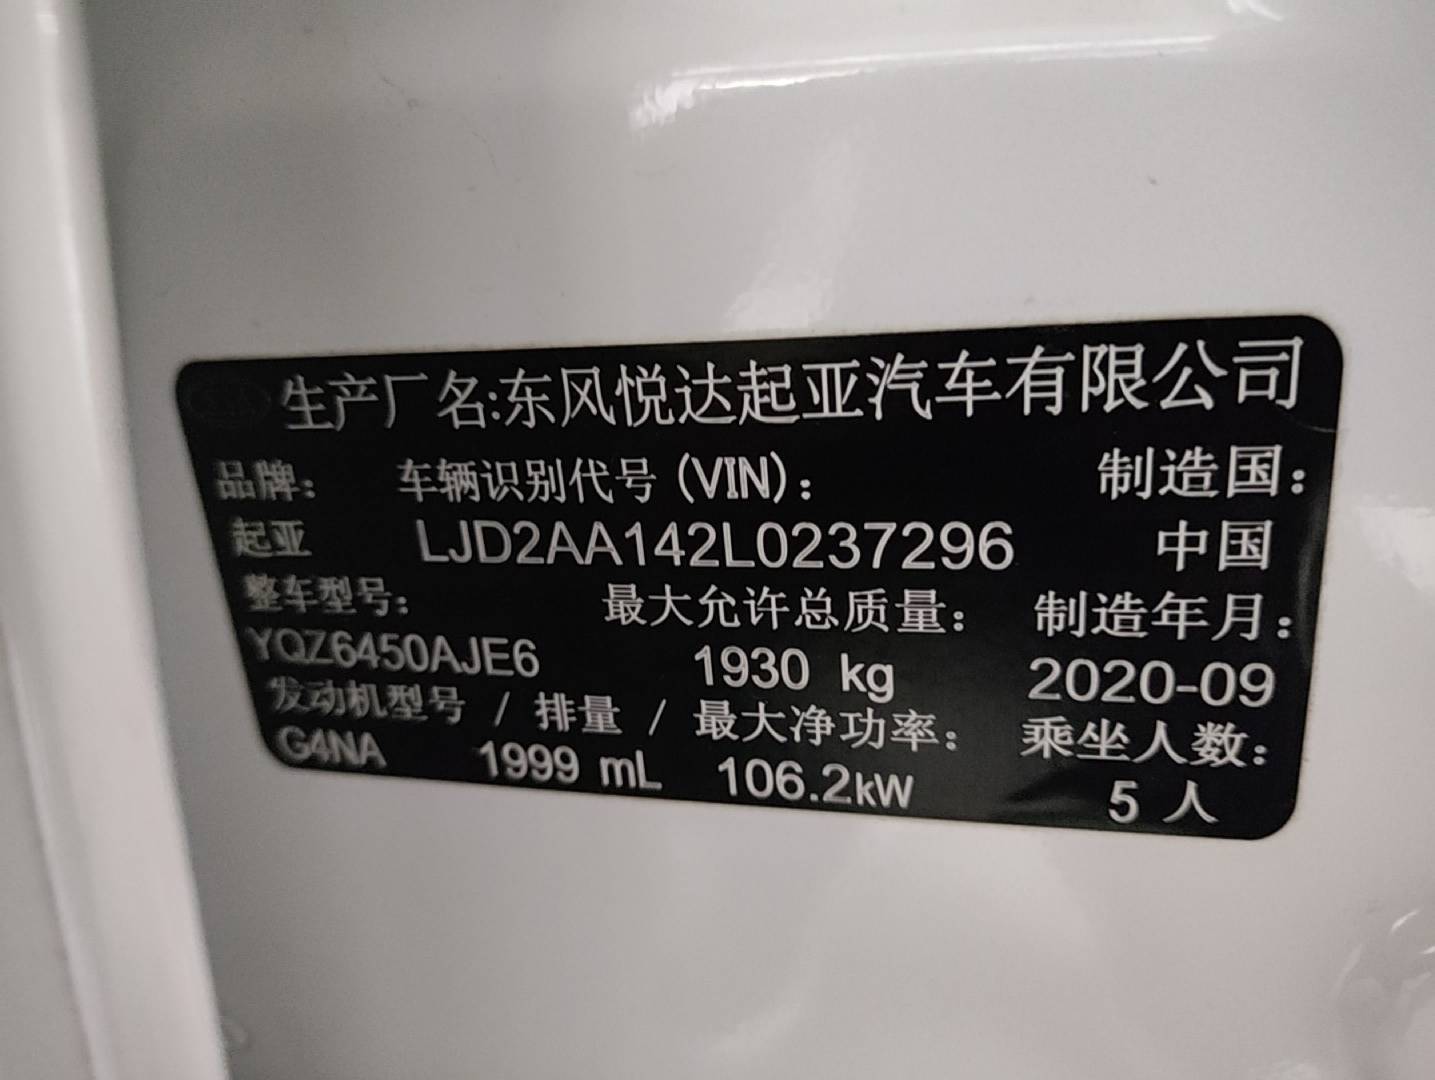 生产厂名:东风悦达起亚汽车有限公司
品牌: 车辆识别代号(VIN): 制造国:
起亚 LJD2AA142L0237296 中国
整车型号: 最大允许总质量: 制造年月:
YQZ6450AJE6 1930 kg 2020-09
发动机型号 / 排量 / 最大净功率: 乘坐人数:
G4NA 1999 mL 106.2kW 5 人